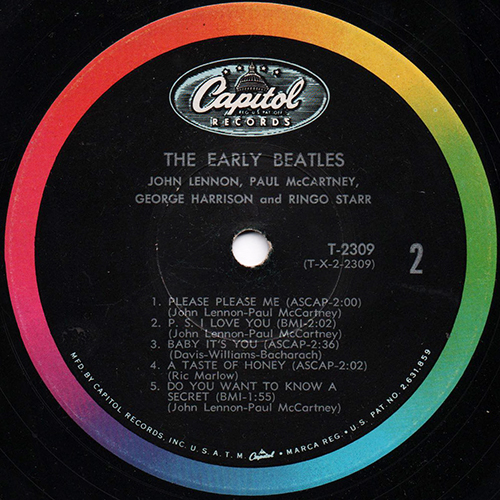 Capitol
REG. U.S. PAT. OFF.
RECORDS
THE EARLY BEATLES
JOHN LENNON, PAUL McCARTNEY,
GEORGE HARRISON and RINGO STARR
T-2309
(T-X-2-2309)
2
1. PLEASE PLEASE ME (ASCAP-2:00)
(John Lennon-Paul McCartney)
2. P. S. I LOVE YOU (BMI-2:02)
(John Lennon-Paul McCartney)
3. BABY IT'S YOU (ASCAP-2:36)
(Davis-Williams-Bacharach)
4. A TASTE OF HONEY (ASCAP-2:02)
(Ric Marlow)
5. DO YOU WANT TO KNOW A
SECRET (BMI-1:55)
(John Lennon-Paul McCartney)
MFD. BY CAPITOL RECORDS, INC. U.S.A. T.M. Capitol • MARCA REG. • U.S. PAT. NO. 2,631,859